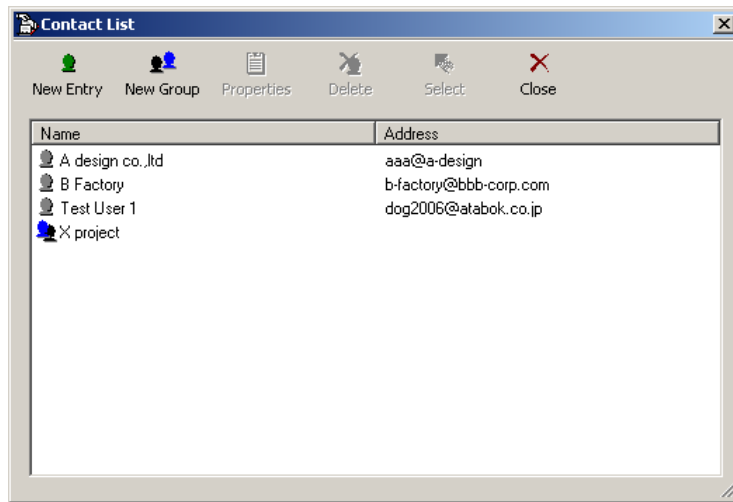 Contact List
New Entry New Group Properties Delete Select Close
Name Address
A design co.,ltd aaa@a-design
B Factory b-factory@bbb-corp.com
Test User 1 dog2006@atabok.co.jp
X project